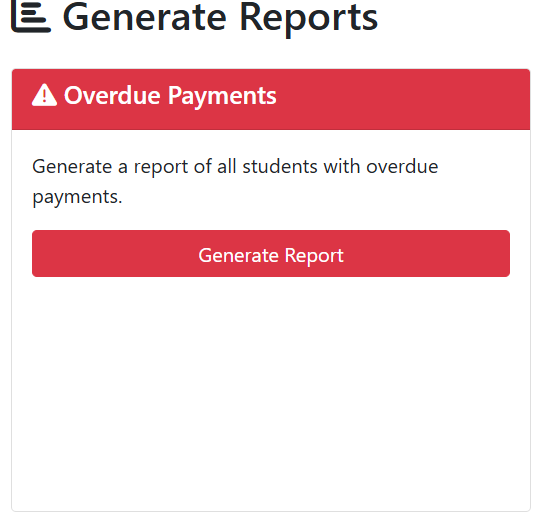 Generate Reports
Overdue Payments
Generate a report of all students with overdue
payments.
Generate Report